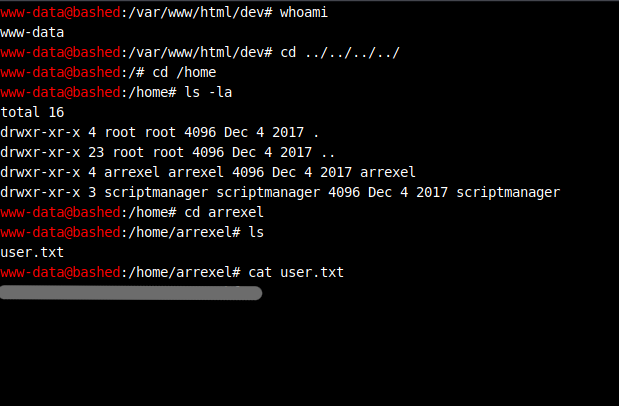 www-data@bashed:/var/www/html/dev# whoami
www-data
www-data@bashed:/var/www/html/dev# cd ../../../../
www-data@bashed:/# cd /home
www-data@bashed:/home# ls -la
total 16
drwxr-xr-x 4 root root 4096 Dec 4 2017 .
drwxr-xr-x 23 root root 4096 Dec 4 2017 ..
drwxr-xr-x 4 arrexel arrexel 4096 Dec 4 2017 arrexel
drwxr-xr-x 3 scriptmanager scriptmanager 4096 Dec 4 2017 scriptmanager
www-data@bashed:/home# cd arrexel
www-data@bashed:/home/arrexel# ls
user.txt
www-data@bashed:/home/arrexel# cat user.txt